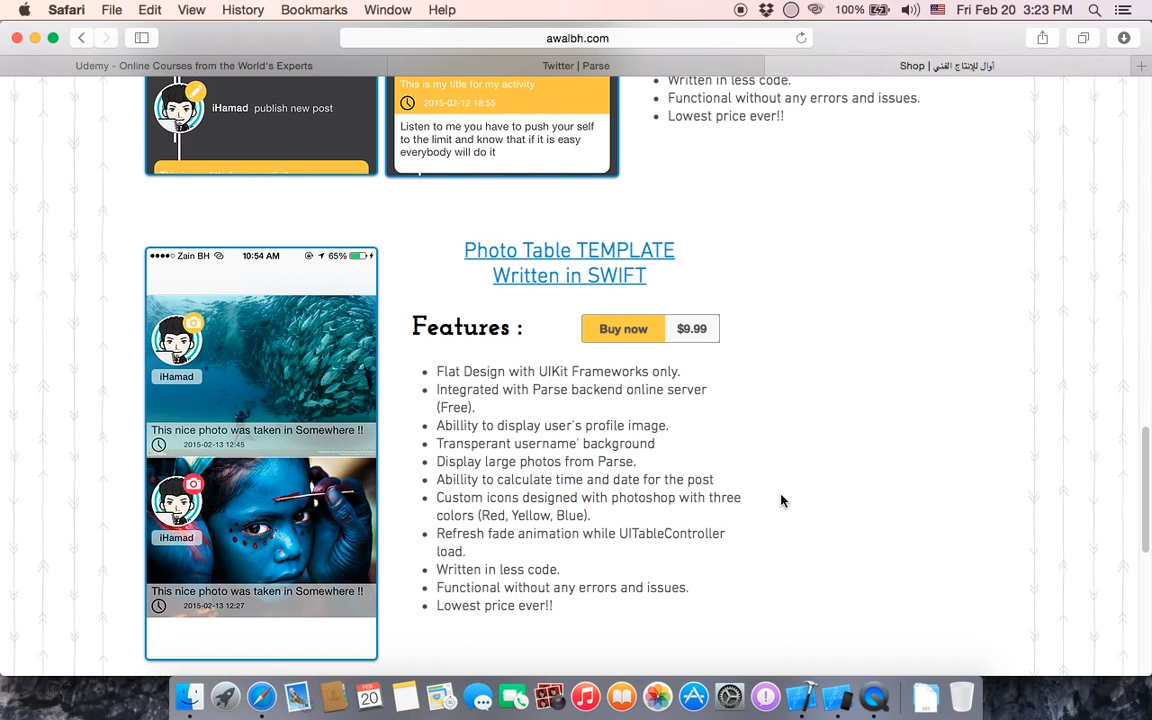 Safari File Edit View History Bookmarks Window Help 100% Fri Feb 20 3:23 PM
awalbh.com
Udemy - Online Courses from the World's Experts
Twitter | Parse
Shop | أوال للإنتاج الفني
iHamad publish new post
This is my title for my activity
2015-02-12 18:55
Listen to me you have to push your self
to the limit and know that if it is easy
everybody will do it
Written in less code.
Functional without any errors and issues.
Lowest price ever!!
Zain BH 10:54 AM 65%
iHamad
This nice photo was taken in Somewhere !!
2015-02-13 12:45
iHamad
This nice photo was taken in Somewhere !!
2015-02-13 12:27
Photo Table TEMPLATE
Written in SWIFT
Features :
Buy now $9.99
Flat Design with UIKit Frameworks only.
Integrated with Parse backend online server
(Free).
Abillity to display user's profile image.
Transperant username' background
Display large photos from Parse.
Ability to calculate time and date for the post
Custom icons designed with photoshop with three
colors (Red, Yellow, Blue).
Refresh fade animation while UITableController
load.
Written in less code.
Functional without any errors and issues.
Lowest price ever!!